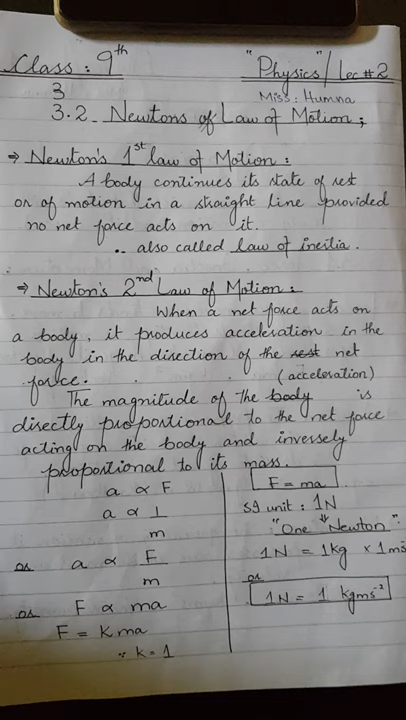 Class : 9th "Physics"/Lec #2
3 Miss : Humna
3.2- Newtons of Law of Motion ;
⇒ Newton's 1st law of Motion :
A body continues its state of rest
or of motion in a straight line provided
no net force acts on it.
.. also called law of inertia .
⇒ Newton's 2nd Law of Motion :
When a net force acts on
a body, it produces acceleration in the
body in the direction of the rest net
force.
(acceleration)
The magnitude of the body is
directly proportional to the net force
acting on the body and inversely
proportional to its mass.
a ∝ F
a ∝ 1
m
or a ∝ F
m
or F ∝ ma
F = Kma
∵ k = 1
F = ma
SI unit : 1N
⇓
"One Newton" :
1N = 1kg × 1ms
or
1N = 1 kgms⁻²